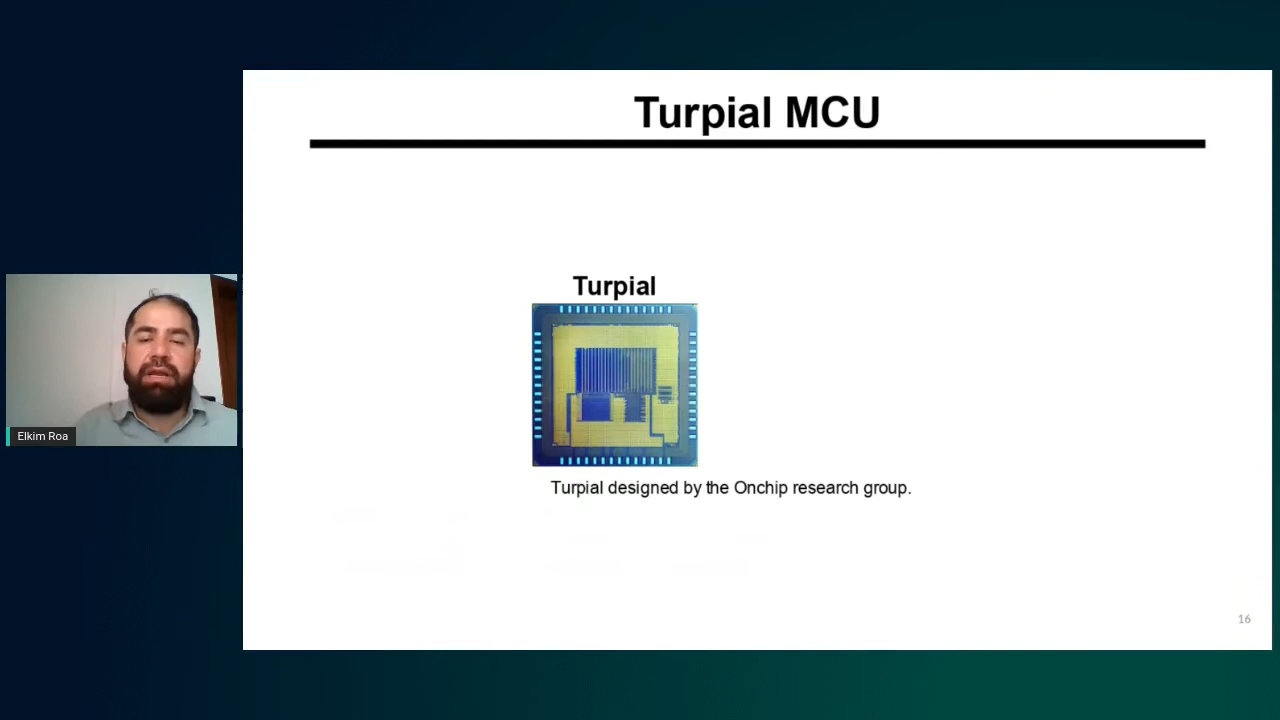 Turpial MCU
Turpial
Turpial designed by the Onchip research group.
Elkim Roa
16